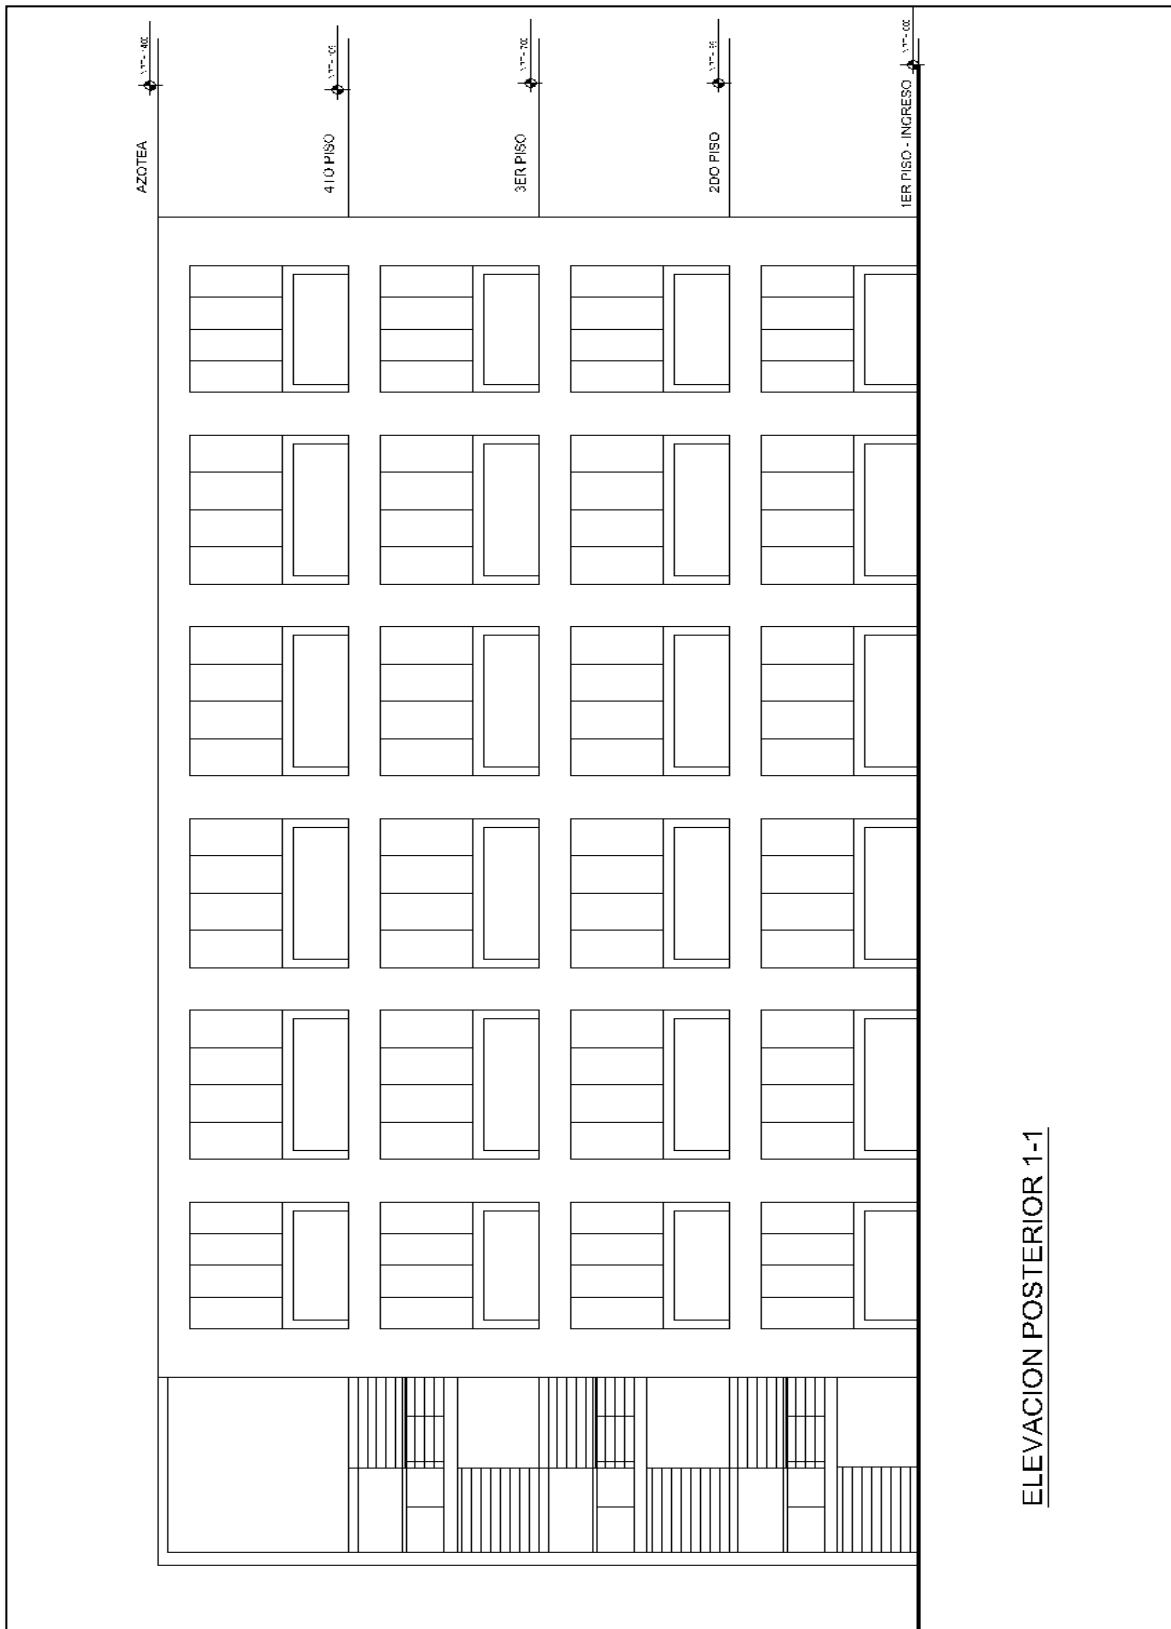 AZOTEA
4TO PISO
3ER PISO
2DO PISO
1ER PISO - INGRESO
ELEVACION POSTERIOR 1-1